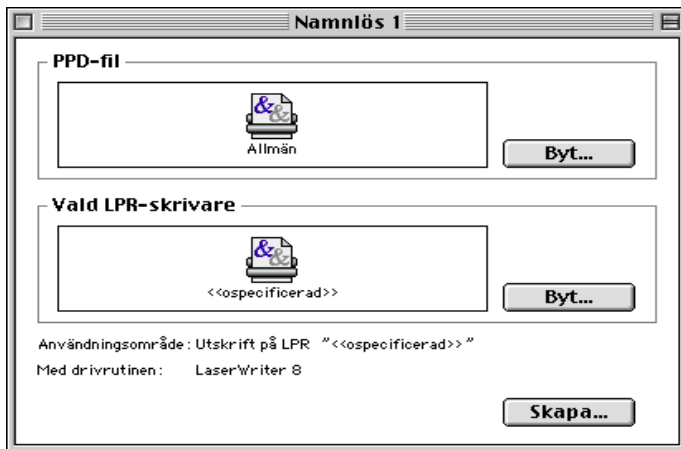 Namnlös 1
PPD-fil
Allmän
Byt...
Vald LPR-skrivare
<<ospecificerad>>
Byt...
Användningsområde: Utskrift på LPR "<<ospecificerad>>"
Med drivrutinen: LaserWriter 8
Skapa...